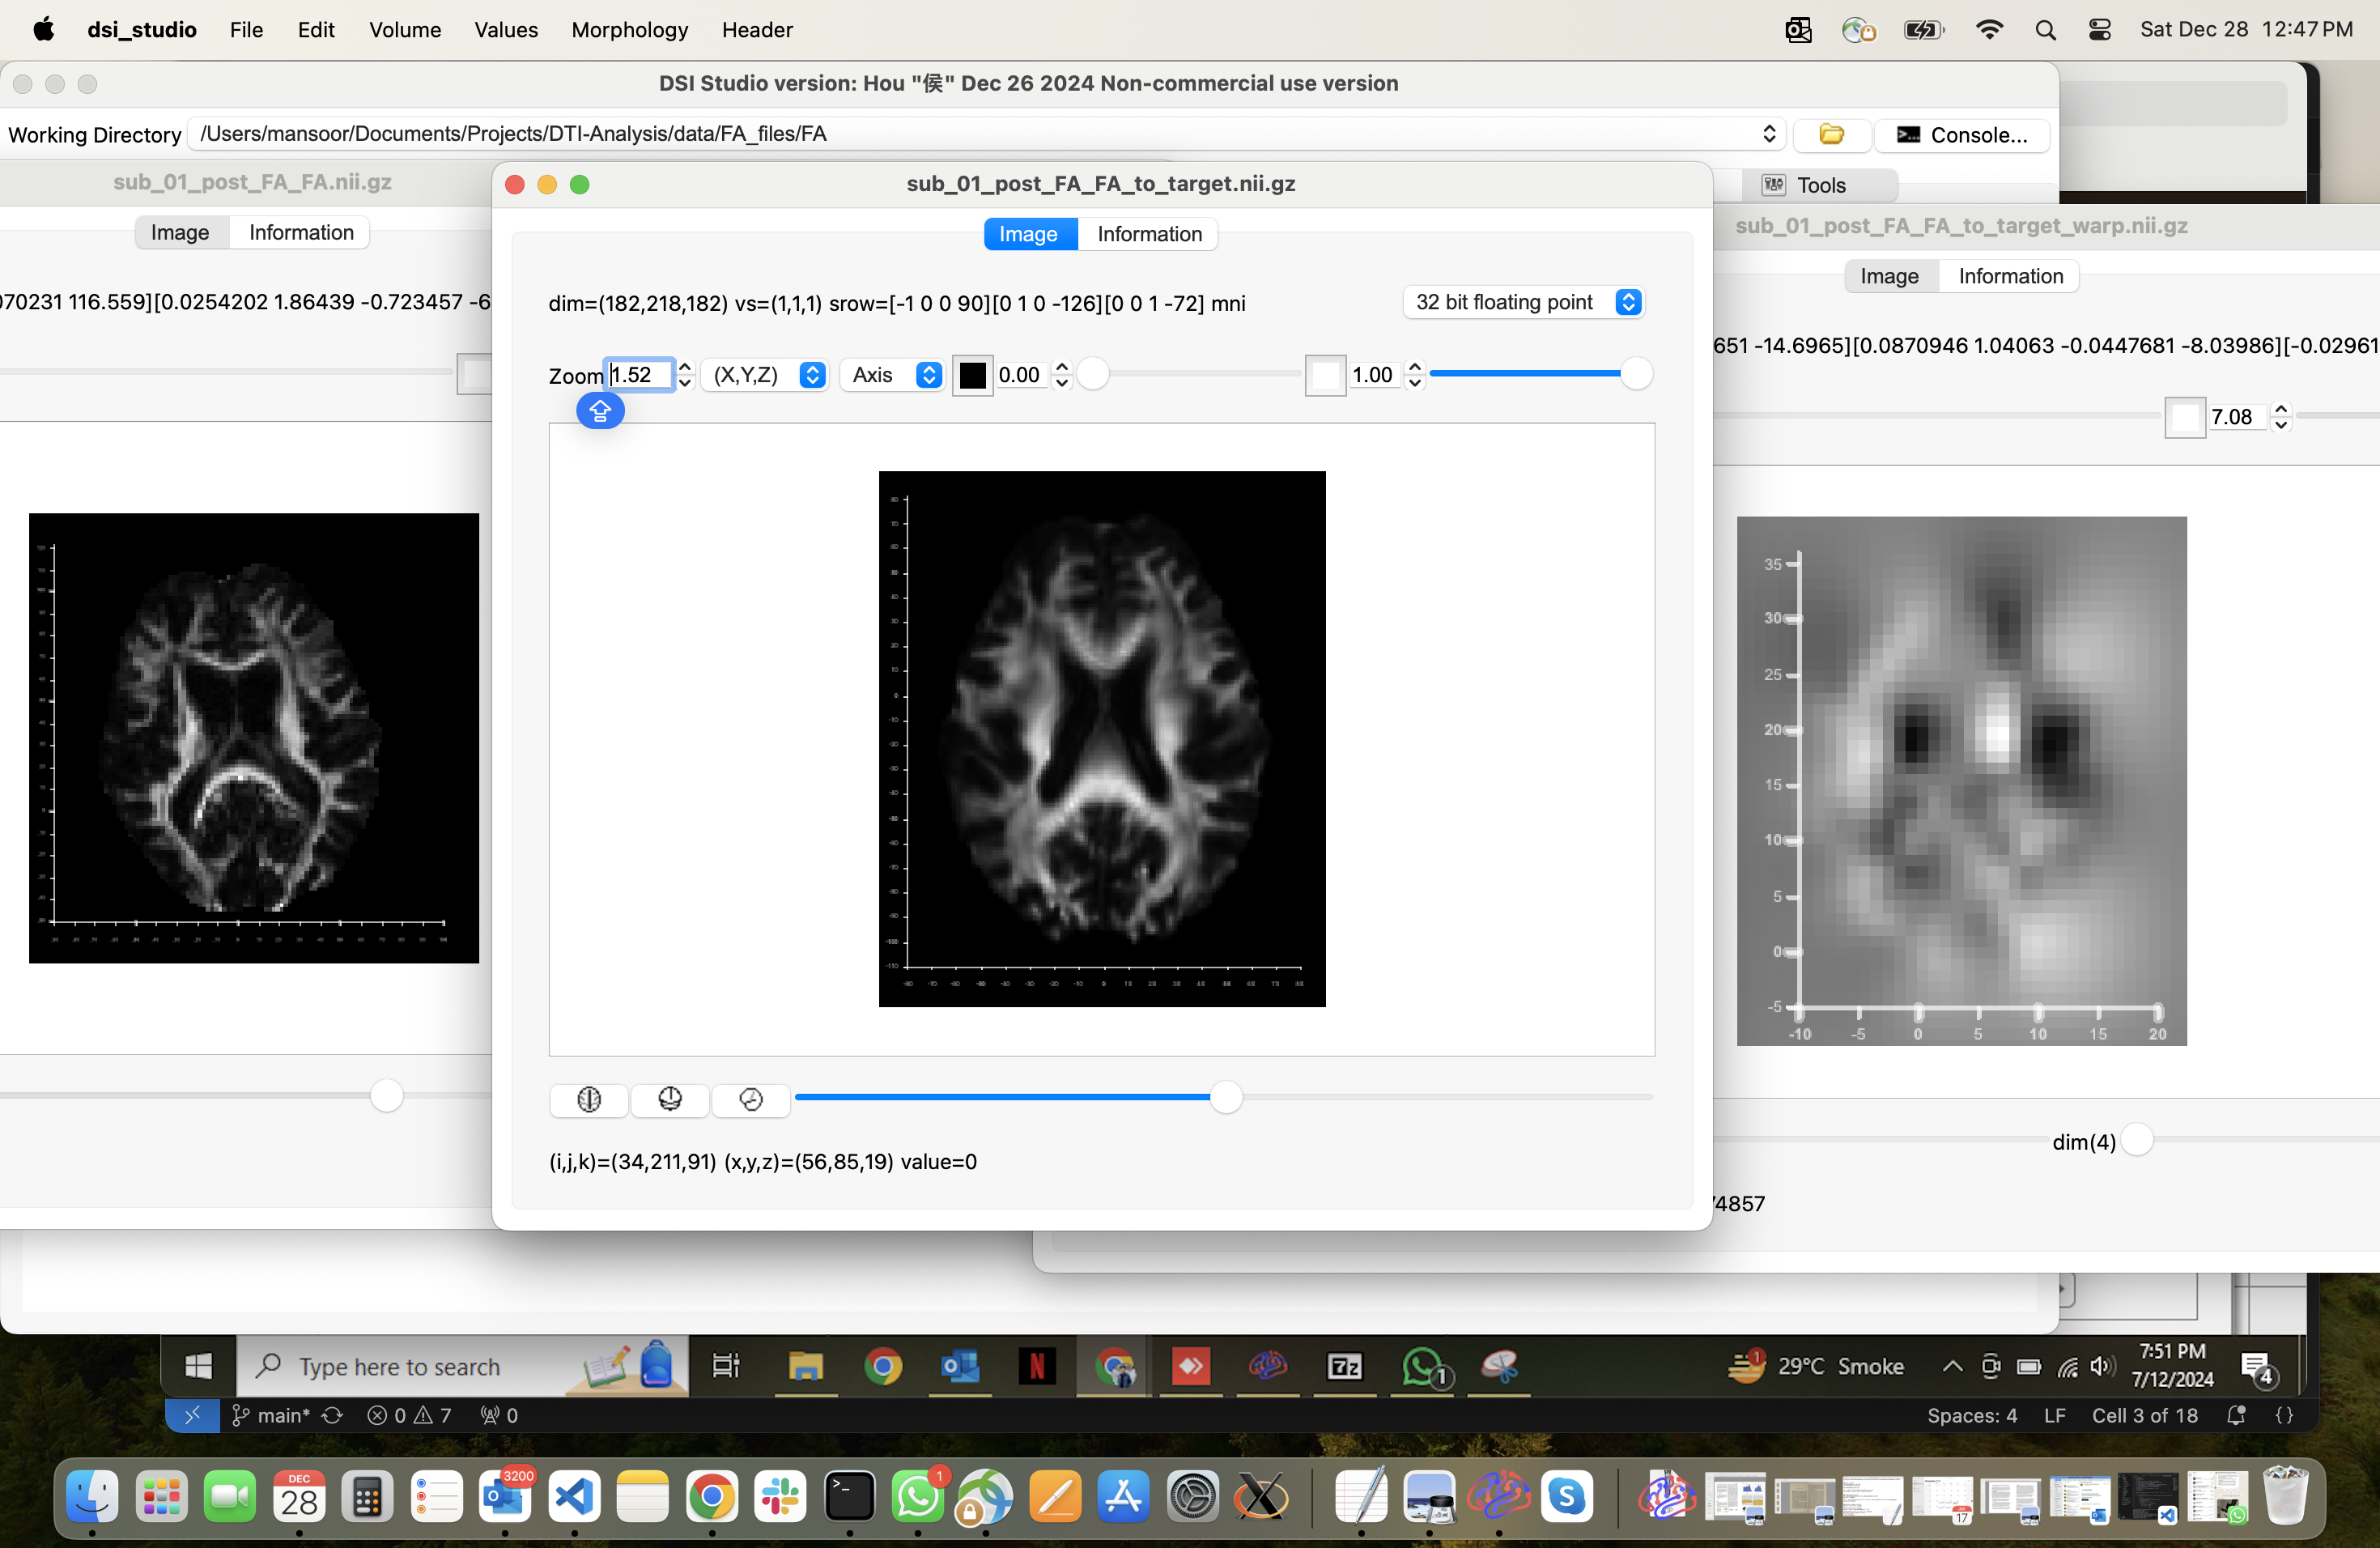 dsi_studio File Edit Volume Values Morphology Header Sat Dec 28 12:47 PM
DSI Studio version: Hou "侯" Dec 26 2024 Non-commercial use version
Working Directory /Users/mansoor/Documents/Projects/DTI-Analysis/data/FA_files/FA Console...
Tools
sub_01_post_FA_FA.nii.gz
Image Information
070231 116.559][0.0254202 1.86439 -0.723457 -6
sub_01_post_FA_FA_to_target.nii.gz
Image Information
dim=(182,218,182) vs=(1,1,1) srow=[-1 0 0 90][0 1 0 -126][0 0 1 -72] mni 32 bit floating point
Zoom 1.52 (X,Y,Z) Axis 0.00 1.00
(i,j,k)=(34,211,91) (x,y,z)=(56,85,19) value=0
sub_01_post_FA_FA_to_target_warp.nii.gz
Image Information
651 -14.6965][0.0870946 1.04063 -0.0447681 -8.03986][-0.02961
7.08
35
30
25
20
15
10
5
0
-5
-10 -5 0 5 10 15 20
dim(4)
74857
Type here to search N 7z 1 1 29°C Smoke 7:51 PM
7/12/2024 4
main* 0 7 0 Spaces: 4 LF Cell 3 of 18 {}
DEC
28 3200 1 17